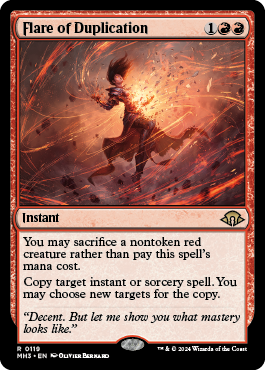 Flare of Duplication 1
Instant
You may sacrifice a nontoken red
creature rather than pay this spell's
mana cost.
Copy target instant or sorcery spell. You
may choose new targets for the copy.
"Decent. But let me show you what mastery
looks like."
R 0119
MH3 • EN Olivier Bernard
™ & © 2024 Wizards of the Coast